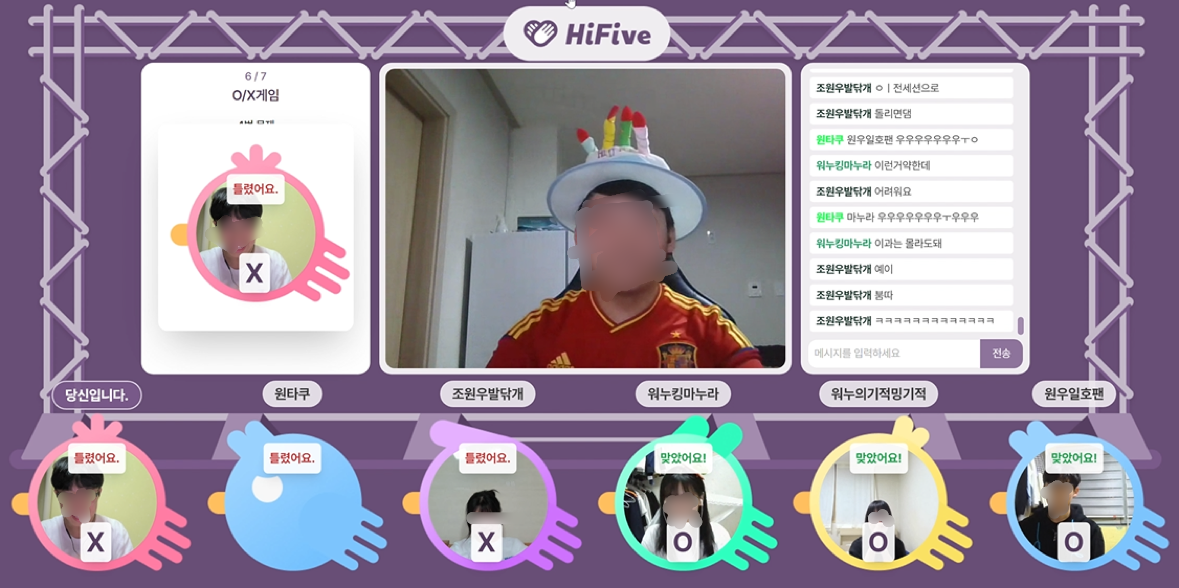 HiFive
6 / 7
O/X게임
틀렸어요.
X
조원우발닦개 ㅇㅣ전세션으로
조원우발닦개 돌리면댐
원타쿠 원우일호팬 우우우우우우우ㅜㅇ
워누킹마누라 이런거약한데
조원우발닦개 어려워요
원타쿠 마누라 우우우우우우우ㅜ우우우
워누킹마누라 이과는 몰라도돼
조원우발닦개 예이
조원우발닦개 붕따
조원우발닦개 ㅋㅋㅋㅋㅋㅋㅋㅋㅋㅋㅋㅋㅋ
메시지를 입력하세요 전송
당신입니다. 원타쿠 조원우발닦개 워누킹마누라 워누의기적밍기적 원우일호팬
틀렸어요. 틀렸어요. 틀렸어요. 맞았어요! 맞았어요! 맞았어요!
X X O O O